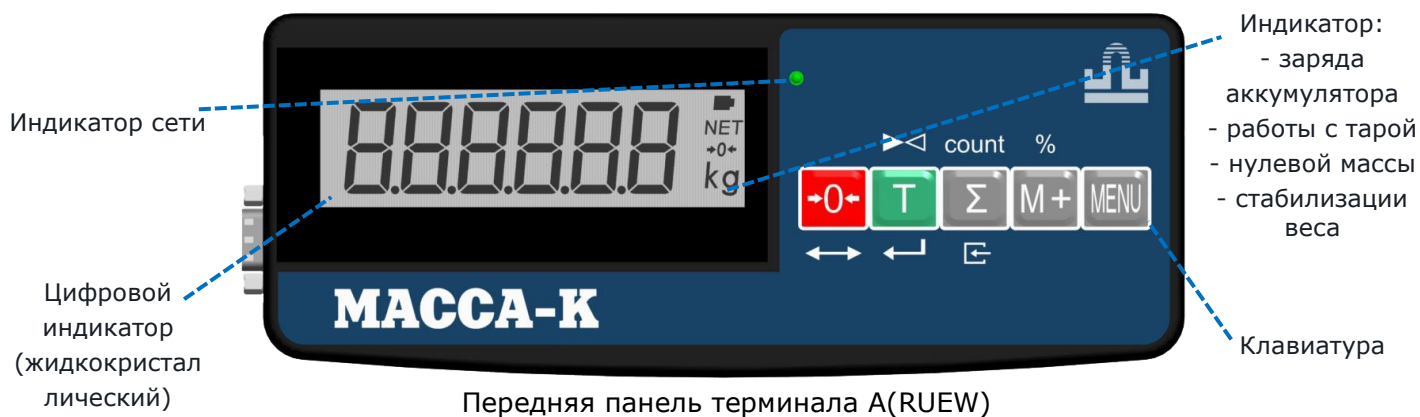 Индикатор сети
Цифровой
индикатор
(жидкокристал
лический)
888888
NET
→0←
kg
МАССА-К
count %
→0← T Σ M+ MENU
Индикатор:
- заряда
аккумулятора
- работы с тарой
- нулевой массы
- стабилизации
веса
Клавиатура
Передняя панель терминала A(RUEW)